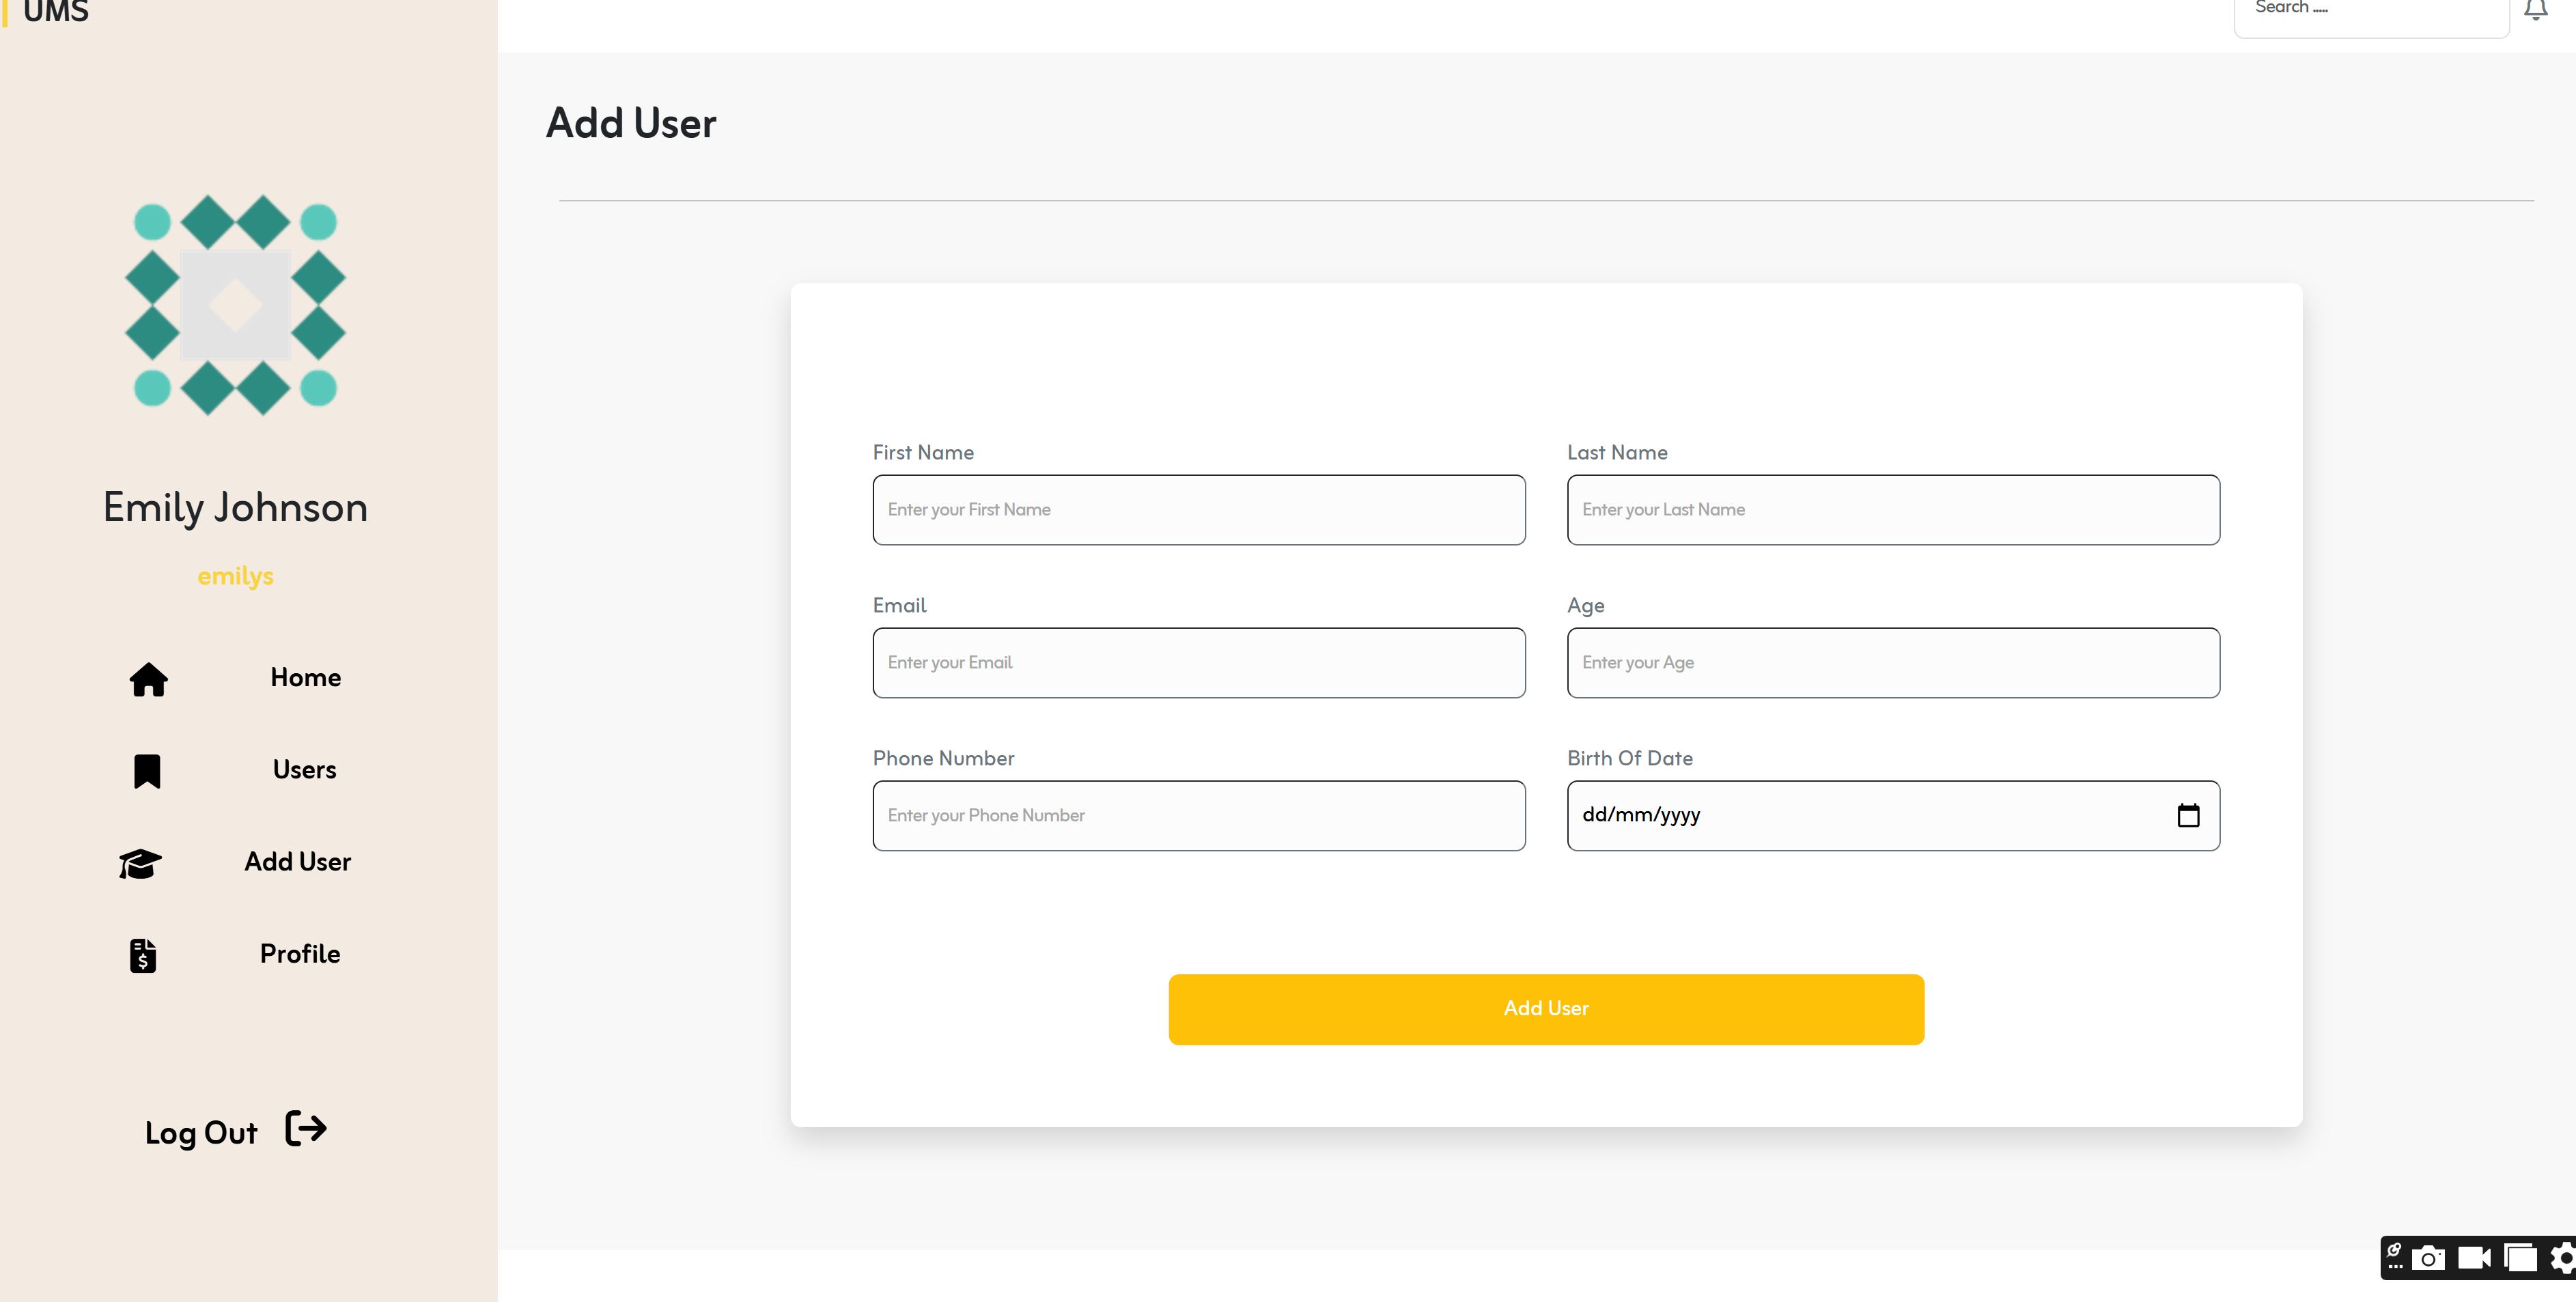 UMS
Search .....
Add User
Emily Johnson
emilys
Home
Users
Add User
Profile
Log Out
First Name
Last Name
Enter your First Name
Enter your Last Name
Email
Age
Enter your Email
Enter your Age
Phone Number
Birth Of Date
Enter your Phone Number
dd/mm/yyyy
Add User